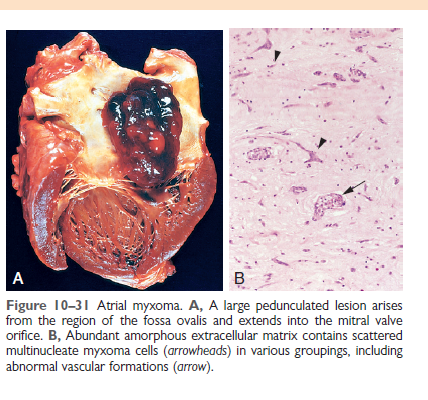 A
B
Figure 10–31 Atrial myxoma. A, A large pedunculated lesion arises
from the region of the fossa ovalis and extends into the mitral valve
orifice. B, Abundant amorphous extracellular matrix contains scattered
multinucleate myxoma cells (arrowheads) in various groupings, including
abnormal vascular formations (arrow).